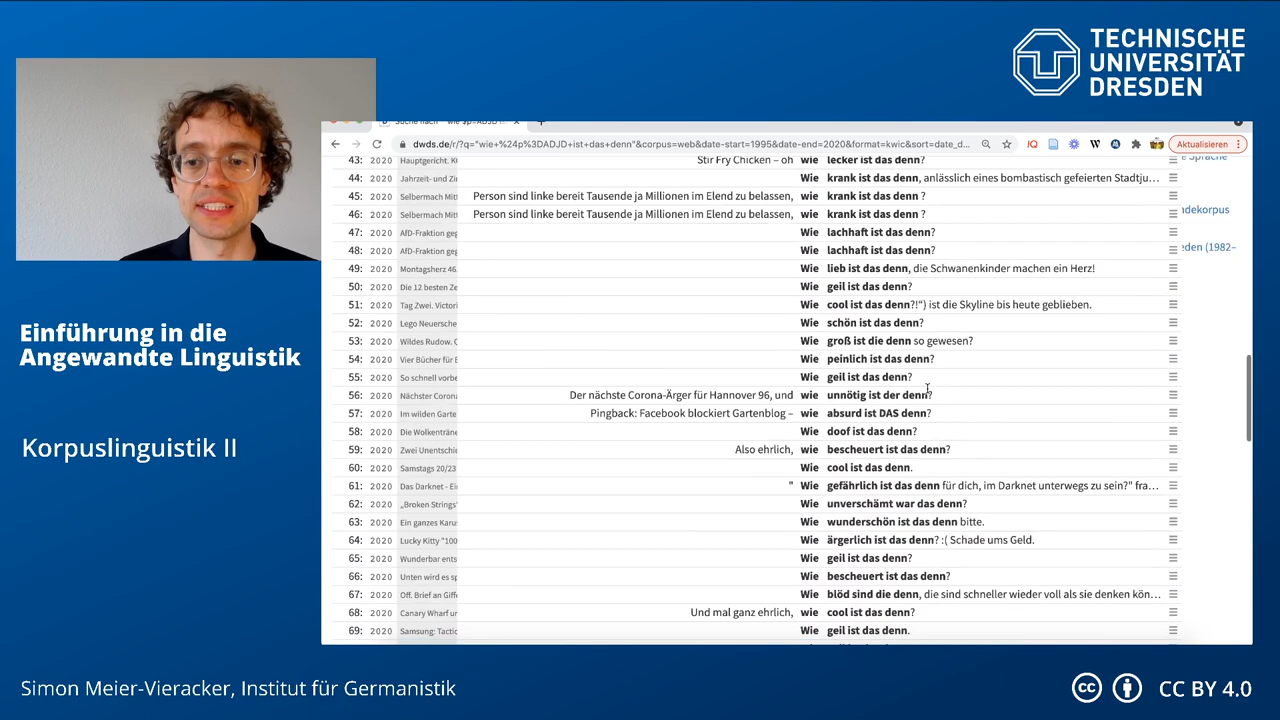 TECHNISCHE
UNIVERSITÄT
DRESDEN
dwds.de/r/?q="wie+%24p%3DADJD+ist+das+denn"&corpus=web&date-start=1995&date-end=2020&format=kwic&sort=date_d...
Aktualisieren
43: 2020 Hauptgericht. Stir Fry Chicken – oh wie lecker ist das denn?
44: 2020 Jahrzeit- und Wie krank ist das denn, anlässlich eines bombastisch gefeierten Stadtju…
45: 2020 Selbermach Person sind linke bereit Tausende ja Millionen im Elend zu belassen, wie krank ist das denn ?
46: 2020 Selbermach Person sind linke bereit Tausende ja Millionen im Elend zu belassen, wie krank ist das denn ?
47: 2020 AfD-Fraktion Wie lachhaft ist das denn?
48: 2020 AfD-Fraktion Wie lachhaft ist das denn?
49: 2020 Montagsherz 46. Wie lieb ist das denn, die Schwanenkinder machen ein Herz!
50: 2020 Die 12 besten Wie geil ist das denn?
51: 2020 Tag Zwei. Wie cool ist das denn?!“) ist die Skyline bis heute geblieben.
52: 2020 Lego Wie schön ist das denn?
53: 2020 Wildes Rudow. Wie groß ist die denn so gewesen?
54: 2020 Vier Bücher für Wie peinlich ist das denn?
55: 2020 So schnell Wie geil ist das denn?
56: 2020 Nächster Der nächste Corona-Ärger für Hannover 96, und wie unnötig ist der denn?
57: 2020 Im wilden Pingback: Facebook blockiert Gartenblog – wie absurd ist DAS denn?
58: 2020 Die Wie doof ist das denn?
59: 2020 Zwei Also ehrlich, wie bescheuert ist das denn?
60: 2020 Samstags 20/23 Wie cool ist das denn.
61: 2020 Das Darknet - " Wie gefährlich ist das denn für dich, im Darknet unterwegs zu sein?" fra…
62: 2020 „Broken Strings" Wie unverschämt war das denn?
63: 2020 Ein ganzes Wie wunderschön ist das denn bitte.
64: 2020 Lucky Kitty "100 Wie ärgerlich ist das denn? :( Schade ums Geld.
65: 2020 Wunderbar Wie geil ist das denn?
66: 2020 Unten wird es Wie bescheuert ist das denn?
67: 2020 Off. Brief an Wie blöd sind die denn, die sind schneller wieder voll als sie denken kön…
68: 2020 Canary Wharf Und mal ganz ehrlich, wie cool ist das denn?
69: 2020 Samsung: Wie geil ist das denn.
Einführung in die
Angewandte Linguistik
Korpuslinguistik II
Simon Meier-Vieracker, Institut für Germanistik
CC BY 4.0